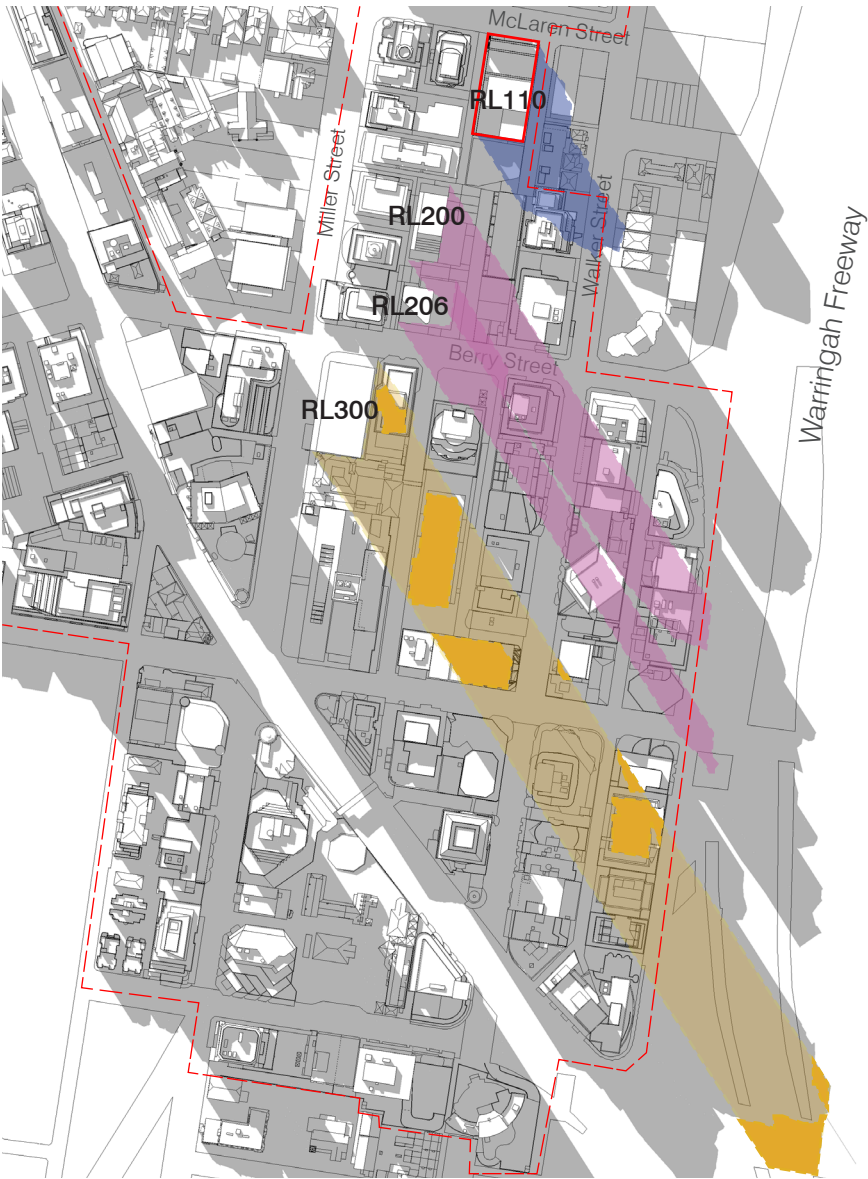 McLaren Street
RL110
Miller Street
RL200
Walker Street
RL206
Warringah Freeway
Berry Street
RL300